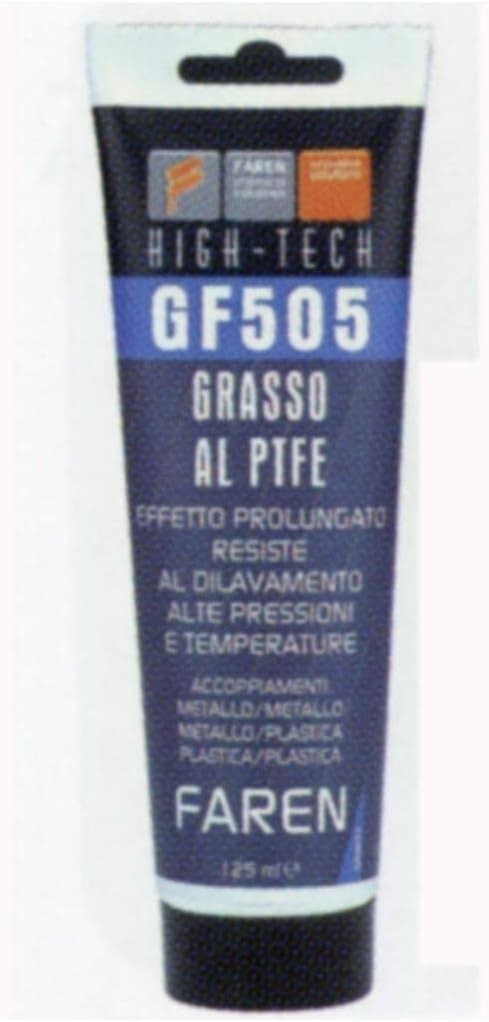 FAREN
HIGH-TECH
GF505
GRASSO
AL PTFE
EFFETTO PROLUNGATO
RESISTE
AL DILAVAMENTO
ALTE PRESSIONI
E TEMPERATURE
ACCOPPIAMENTI
METALLO/METALLO
METALLO/PLASTICA
PLASTICA/PLASTICA
FAREN
125 ml e